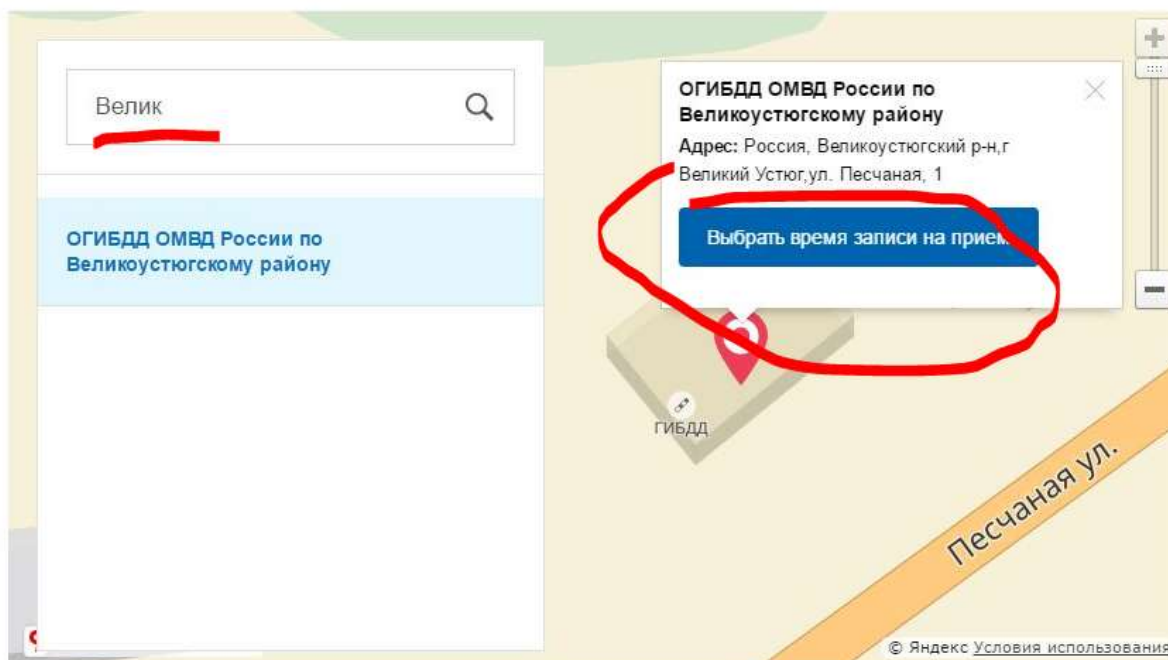 Велик
ОГИБДД ОМВД России по
Великоустюгскому району
ОГИБДД ОМВД России по
Великоустюгскому району
Адрес: Россия, Великоустюгский р-н,г
Великий Устюг,ул. Песчаная, 1
Выбрать время записи на прием
ГИБДД
Песчаная ул.
© Яндекс Условия использования